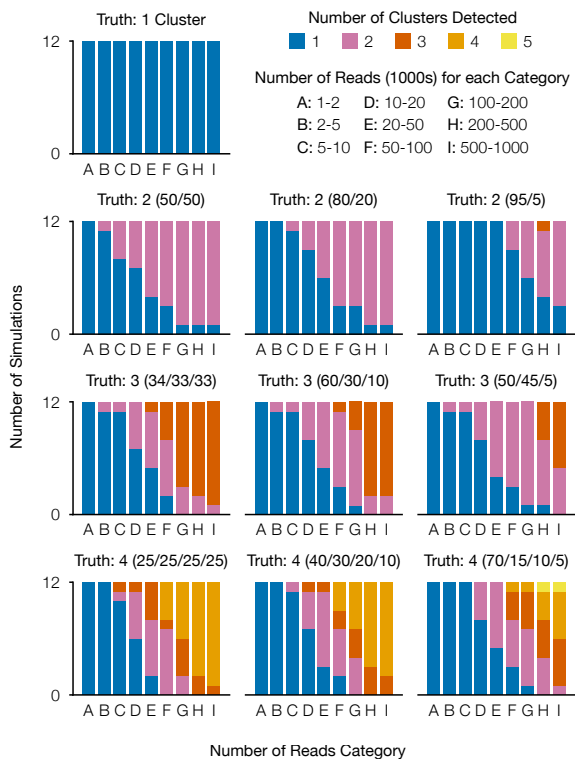 Truth: 1 Cluster
12
0
A B C D E F G H I
Number of Clusters Detected
1 2 3 4 5
Number of Reads (1000s) for each Category
A: 1-2 D: 10-20 G: 100-200
B: 2-5 E: 20-50 H: 200-500
C: 5-10 F: 50-100 I: 500-1000
Number of Simulations
Truth: 2 (50/50) Truth: 2 (80/20) Truth: 2 (95/5)
12
0
A B C D E F G H I A B C D E F G H I A B C D E F G H I
Truth: 3 (34/33/33) Truth: 3 (60/30/10) Truth: 3 (50/45/5)
12
0
A B C D E F G H I A B C D E F G H I A B C D E F G H I
Truth: 4 (25/25/25/25) Truth: 4 (40/30/20/10) Truth: 4 (70/15/10/5)
12
0
A B C D E F G H I A B C D E F G H I A B C D E F G H I
Number of Reads Category